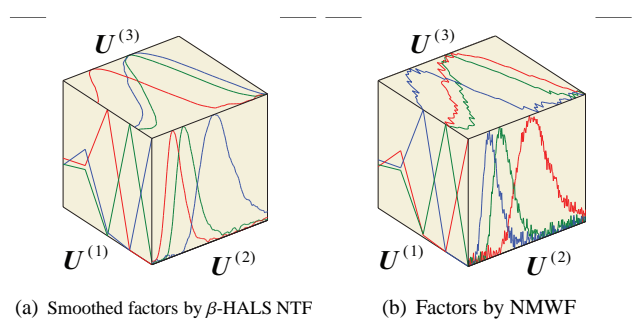 U(3) U(3)
U(1) U(2) U(1) U(2)
(a) Smoothed factors by β-HALS NTF (b) Factors by NMWF